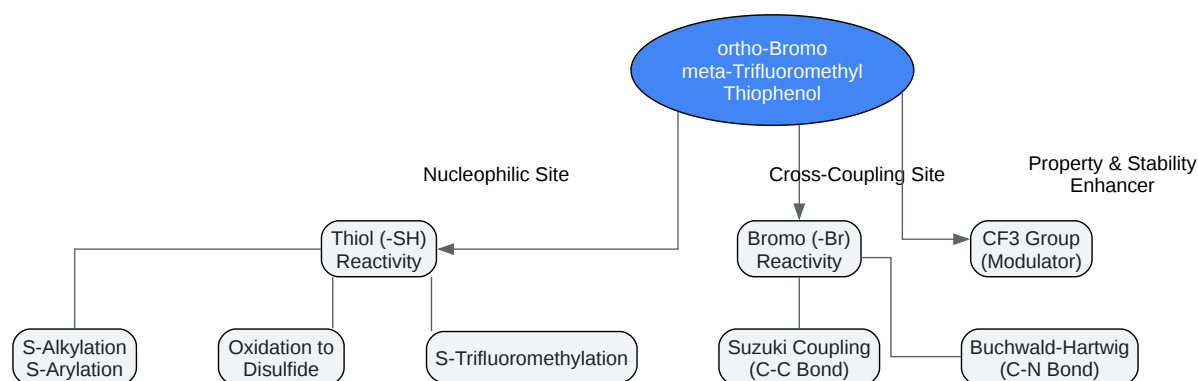 ortho-Bromo
meta-Trifluoromethyl
Thiophenol
Nucleophilic Site
Cross-Coupling Site
Property & Stability
Enhancer
Thiol (-SH)
Reactivity
Bromo (-Br)
Reactivity
CF3 Group
(Modulator)
S-Alkylation
S-Arylation
Oxidation to
Disulfide
S-Trifluoromethylation
Suzuki Coupling
(C-C Bond)
Buchwald-Hartwig
(C-N Bond)